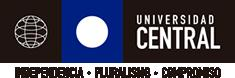 UNIVERSIDAD
CENTRAL
INDEPENDENCIA • PLURALISMO • COMPROMISO